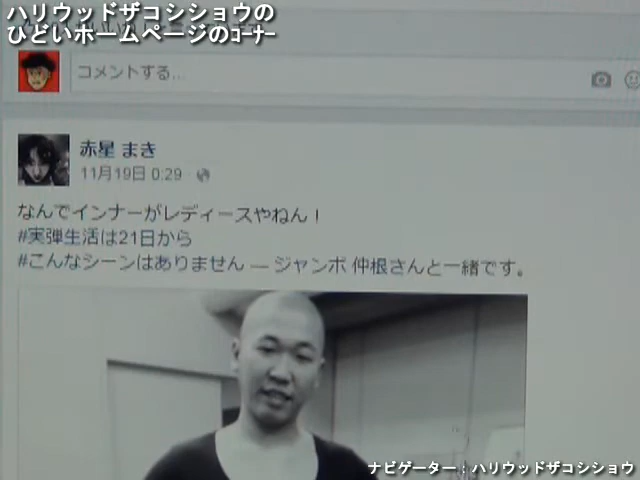 ハリウッドザコシショウの
ひどいホームページのｺｰﾅｰ
コメントする...
赤星 まき
11月19日 0:29
なんでインナーがレディースやねん！
#実弾生活は21日から
#こんなシーンはありません — ジャンボ 仲根さんと一緒です。
ナビゲーター：ハリウッドザコシショウ